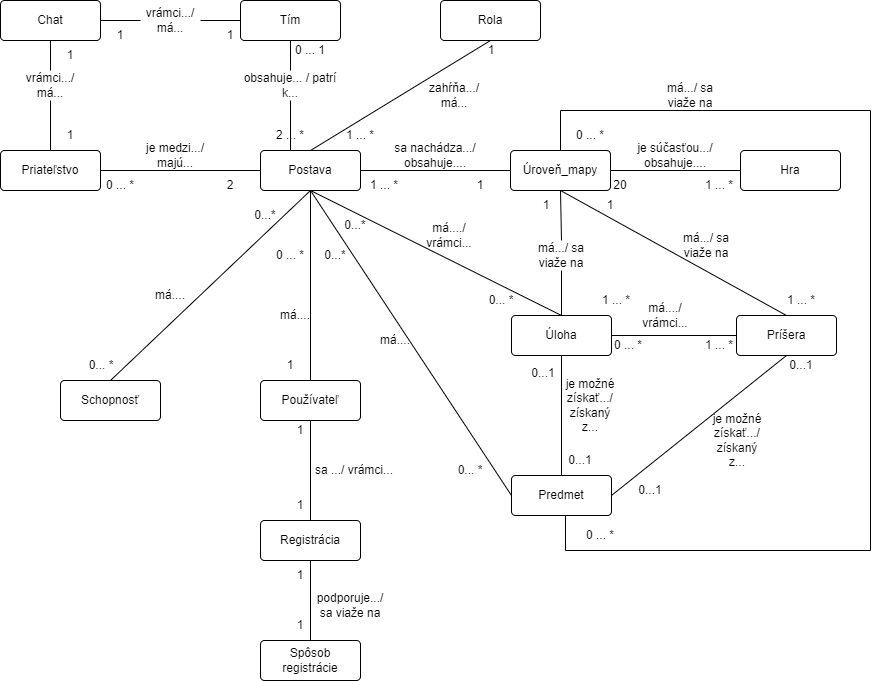 Chat
vrámci.../
má...
1
1
Tím
Rola
1
0 ... 1
1
vrámci.../
má...
obsahuje... / patrí
k...
zahŕňa.../
má...
má.../ sa
viaže na
1
2 ... *
1 ... *
0 ... *
Priateľstvo
je medzi.../
majú...
0 ... *
2
Postava
sa nachádza.../
obsahuje....
1 ... *
1
Úroveň_mapy
je súčasťou.../
obsahuje....
20
1 ... *
Hra
1
1
0...*
0...*
0 ... *
0...*
má..../
vrámci...
má.../ sa
viaže na
má.../ sa
viaže na
má....
0... *
1 ... *
1 ... *
má....
má....
Úloha
má..../
vrámci...
0 ... *
1 ... *
Príšera
0... *
1
0...1
0...1
Schopnosť
Používateľ
je možné
získať.../
získaný
z...
je možné
získať.../
získaný
z...
1
sa .../ vrámci...
0... *
0...1
0...1
Predmet
1
Registrácia
0 ... *
1
podporuje.../
sa viaže na
1
Spôsob
registrácie